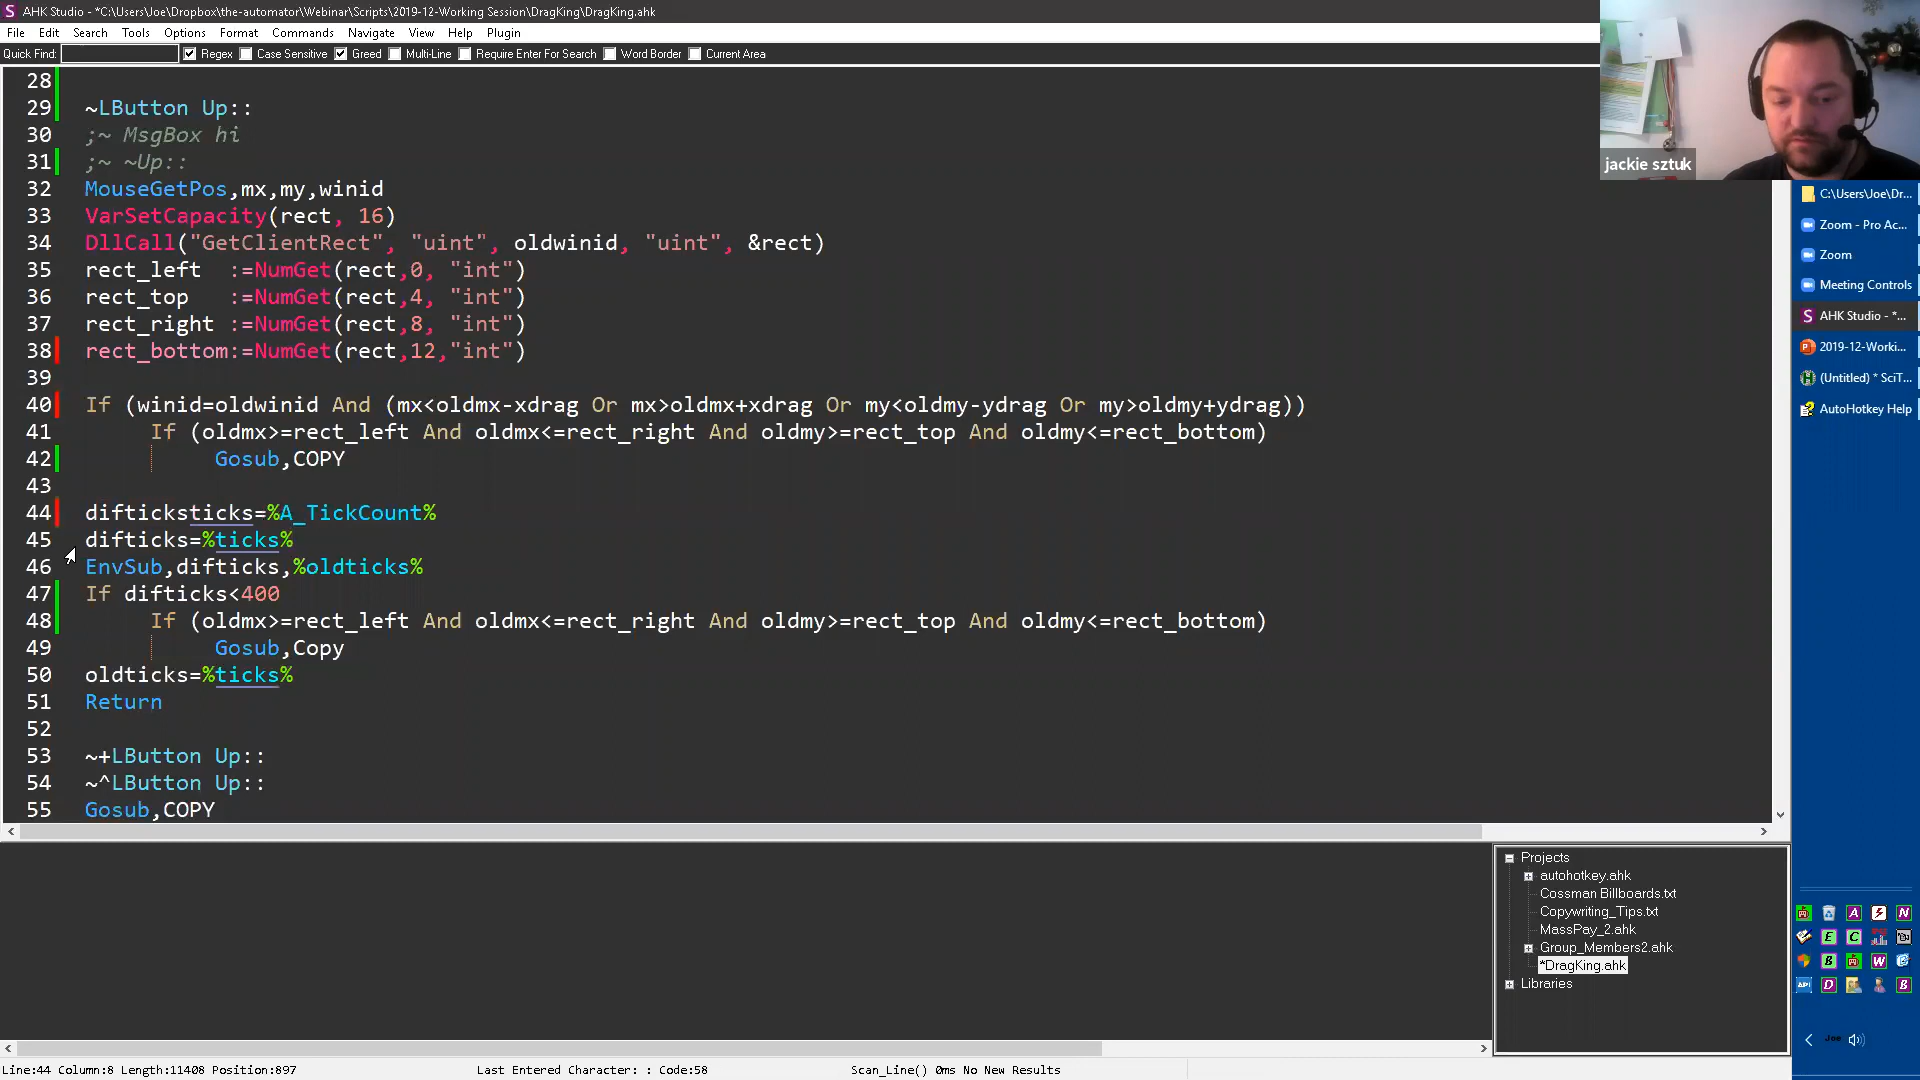 AHK Studio - *C:\Users\Joe\Dropbox\the-automator\Webinar\Scripts\2019-12-Working Session\DragKing\DragKing.ahk
File Edit Search Tools Options Format Commands Navigate View Help Plugin
Quick Find: Regex Case Sensitive Greed Multi-Line Require Enter For Search Word Border Current Area
28
29 ~LButton Up::
30 ;~ MsgBox hi
31 ;~ ~Up::
32 MouseGetPos,mx,my,winid
33 VarSetCapacity(rect, 16)
34 DllCall("GetClientRect", "uint", oldwinid, "uint", &rect)
35 rect_left :=NumGet(rect,0, "int")
36 rect_top :=NumGet(rect,4, "int")
37 rect_right :=NumGet(rect,8, "int")
38 rect_bottom:=NumGet(rect,12,"int")
39
40 If (winid=oldwinid And (mx<oldmx-xdrag Or mx>oldmx+xdrag Or my<oldmy-ydrag Or my>oldmy+ydrag))
41 If (oldmx>=rect_left And oldmx<=rect_right And oldmy>=rect_top And oldmy<=rect_bottom)
42 Gosub,COPY
43
44 difticksticks=%A_TickCount%
45 difticks=%ticks%
46 EnvSub,difticks,%oldticks%
47 If difticks<400
48 If (oldmx>=rect_left And oldmx<=rect_right And oldmy>=rect_top And oldmy<=rect_bottom)
49 Gosub,Copy
50 oldticks=%ticks%
51 Return
52
53 ~+LButton Up::
54 ~^LButton Up::
55 Gosub,COPY
jackie sztuk
C:\Users\Joe\Dr...
Zoom - Pro Ac...
Zoom
Meeting Controls
AHK Studio - *...
2019-12-Worki...
(Untitled) * SciT...
AutoHotkey Help
Projects
autohotkey.ahk
Cossman Billboards.txt
Copywriting_Tips.txt
MassPay_2.ahk
Group_Members2.ahk
*DragKing.ahk
Libraries
A N
E C
B W
API D B
Joe
Line:44 Column:8 Length:11408 Position:897 Last Entered Character: : Code:58 Scan_Line() 0ms No New Results